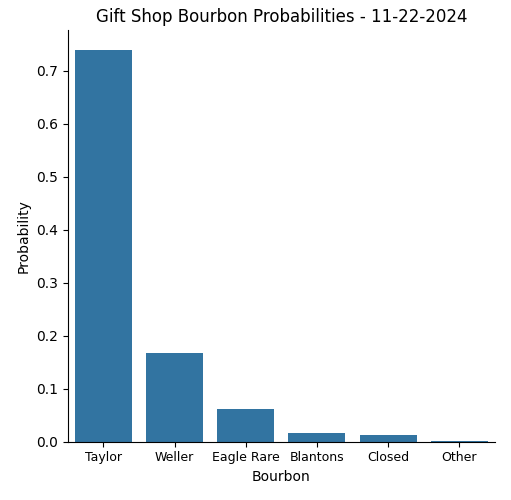 Gift Shop Bourbon Probabilities - 11-22-2024
0.7
0.6
0.5
0.4
0.3
0.2
0.1
0.0
Probability
Taylor Weller Eagle Rare Blantons Closed Other
Bourbon